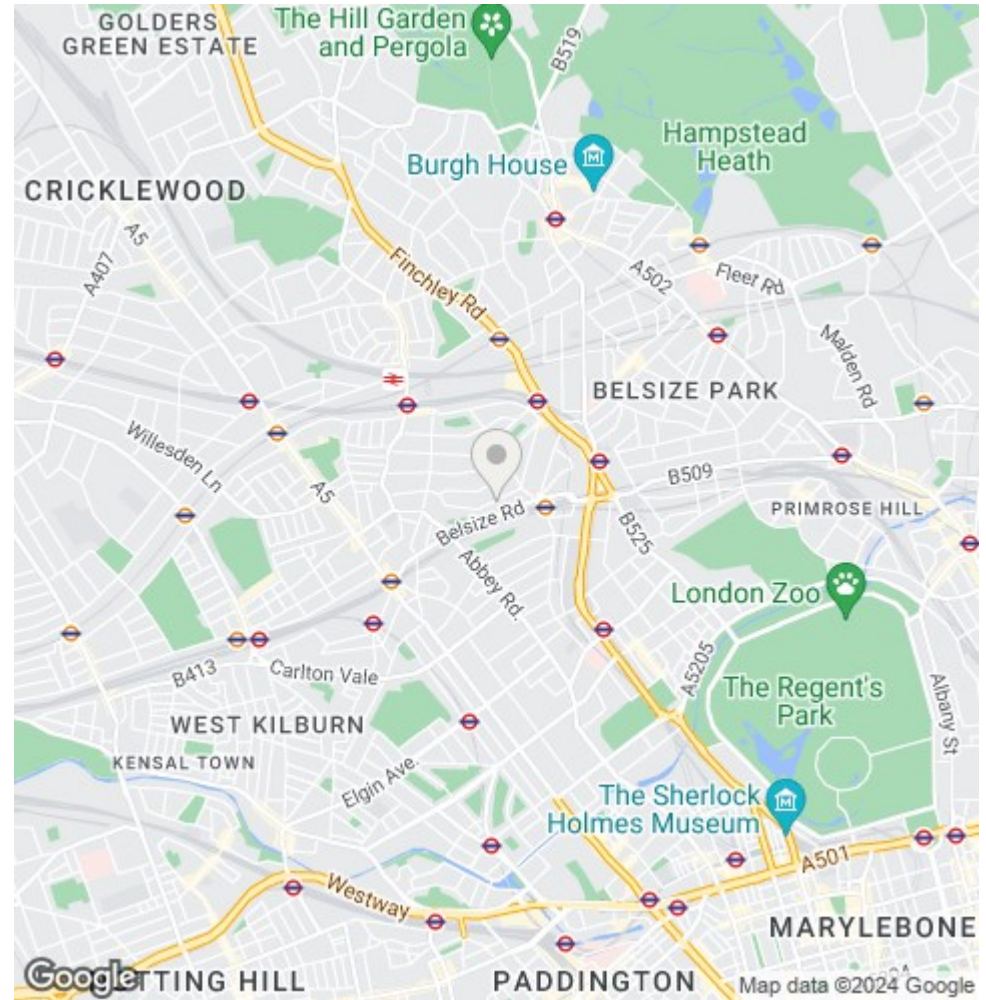 GOLDERS
GREEN ESTATE
The Hill Garden
and Pergola
B519
Hampstead
Heath
Burgh House
CRICKLEWOOD
A5
A407
Finchley Rd
A502
Fleet Rd
Malden Rd
BELSIZE PARK
Willesden Ln
A5
B509
PRIMROSE HILL
Belsize Rd
B525
Abbey Rd.
London Zoo
A5205
B413
Carlton Vale
The Regent's
Park
Albany St
WEST KILBURN
KENSAL TOWN
Elgin Ave.
The Sherlock
Holmes Museum
A501
Westway
MARYLEBONE
Google
TTING HILL
PADDINGTON
Map data ©2024 Google